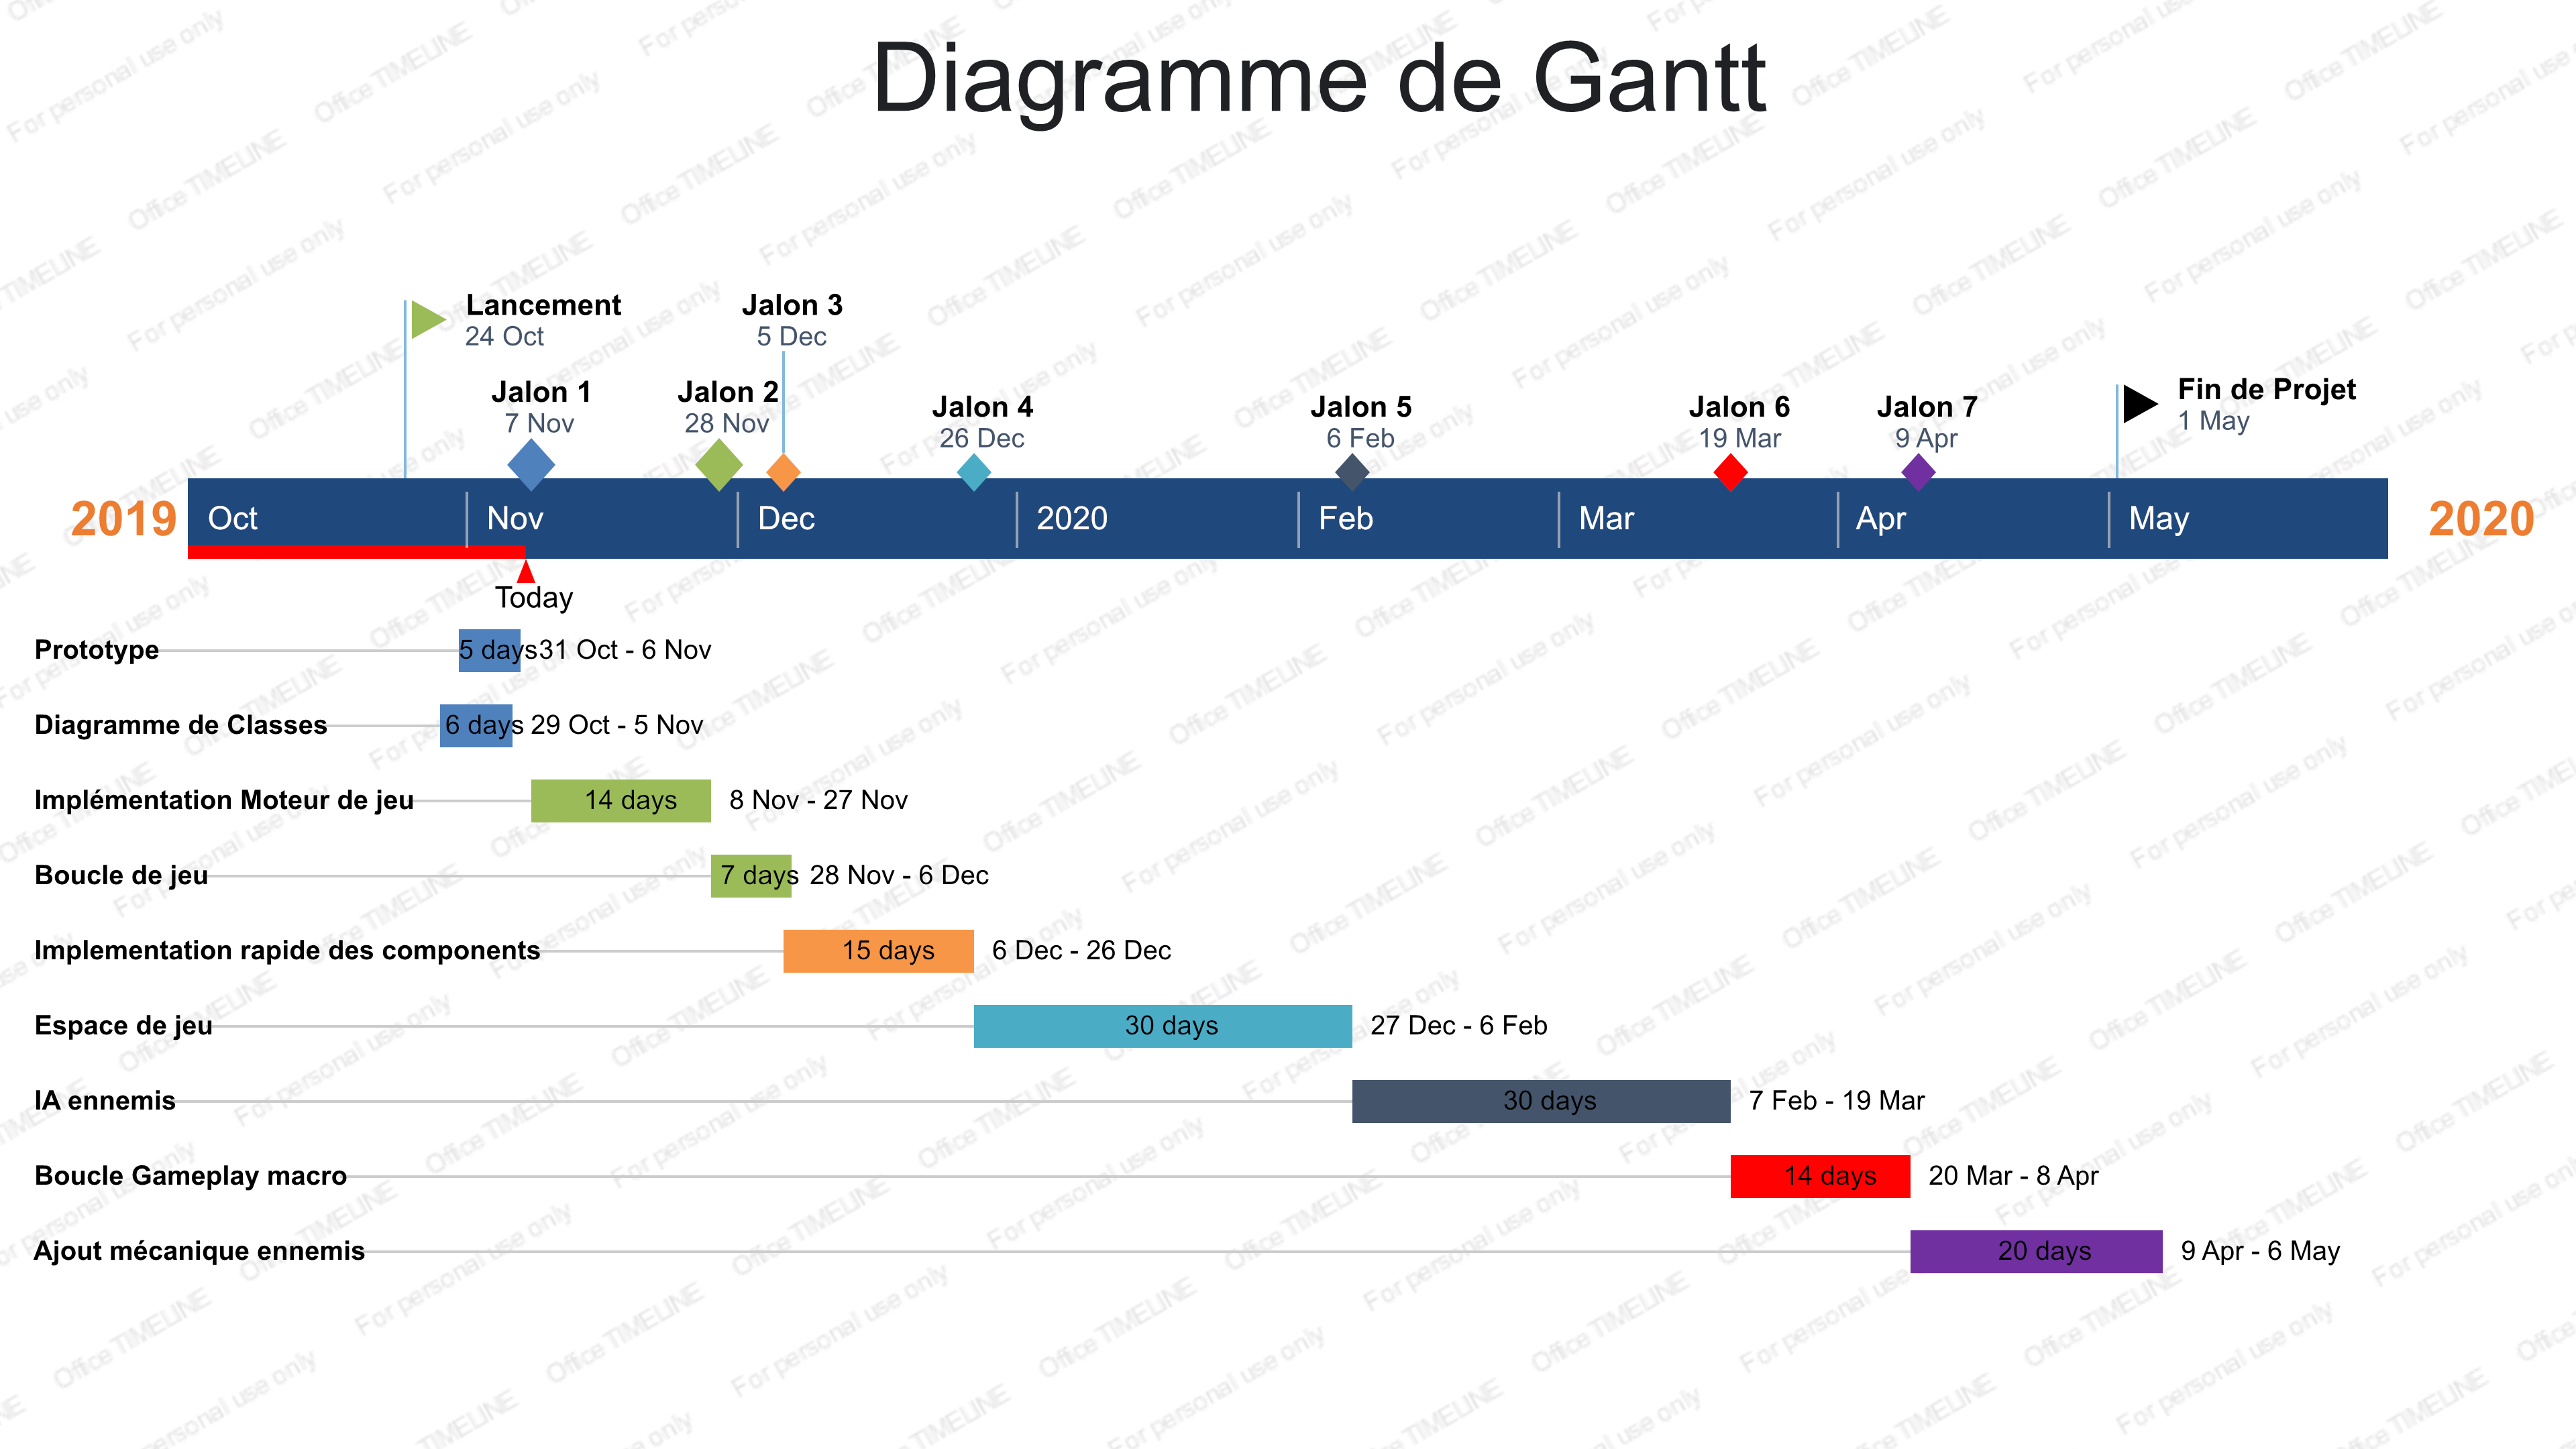 Diagramme de Gantt
Lancement
24 Oct
Jalon 3
5 Dec
Jalon 1
7 Nov
Jalon 2
28 Nov
Jalon 4
26 Dec
Jalon 5
6 Feb
Jalon 6
19 Mar
Jalon 7
9 Apr
Fin de Projet
1 May
2019 Oct Nov Dec 2020 Feb Mar Apr May 2020
Today
Prototype 5 days 31 Oct - 6 Nov
Diagramme de Classes 6 days 29 Oct - 5 Nov
Implémentation Moteur de jeu 14 days 8 Nov - 27 Nov
Boucle de jeu 7 days 28 Nov - 6 Dec
Implementation rapide des components 15 days 6 Dec - 26 Dec
Espace de jeu 30 days 27 Dec - 6 Feb
IA ennemis 30 days 7 Feb - 19 Mar
Boucle Gameplay macro 14 days 20 Mar - 8 Apr
Ajout mécanique ennemis 20 days 9 Apr - 6 May
Office TIMELINE For personal use only